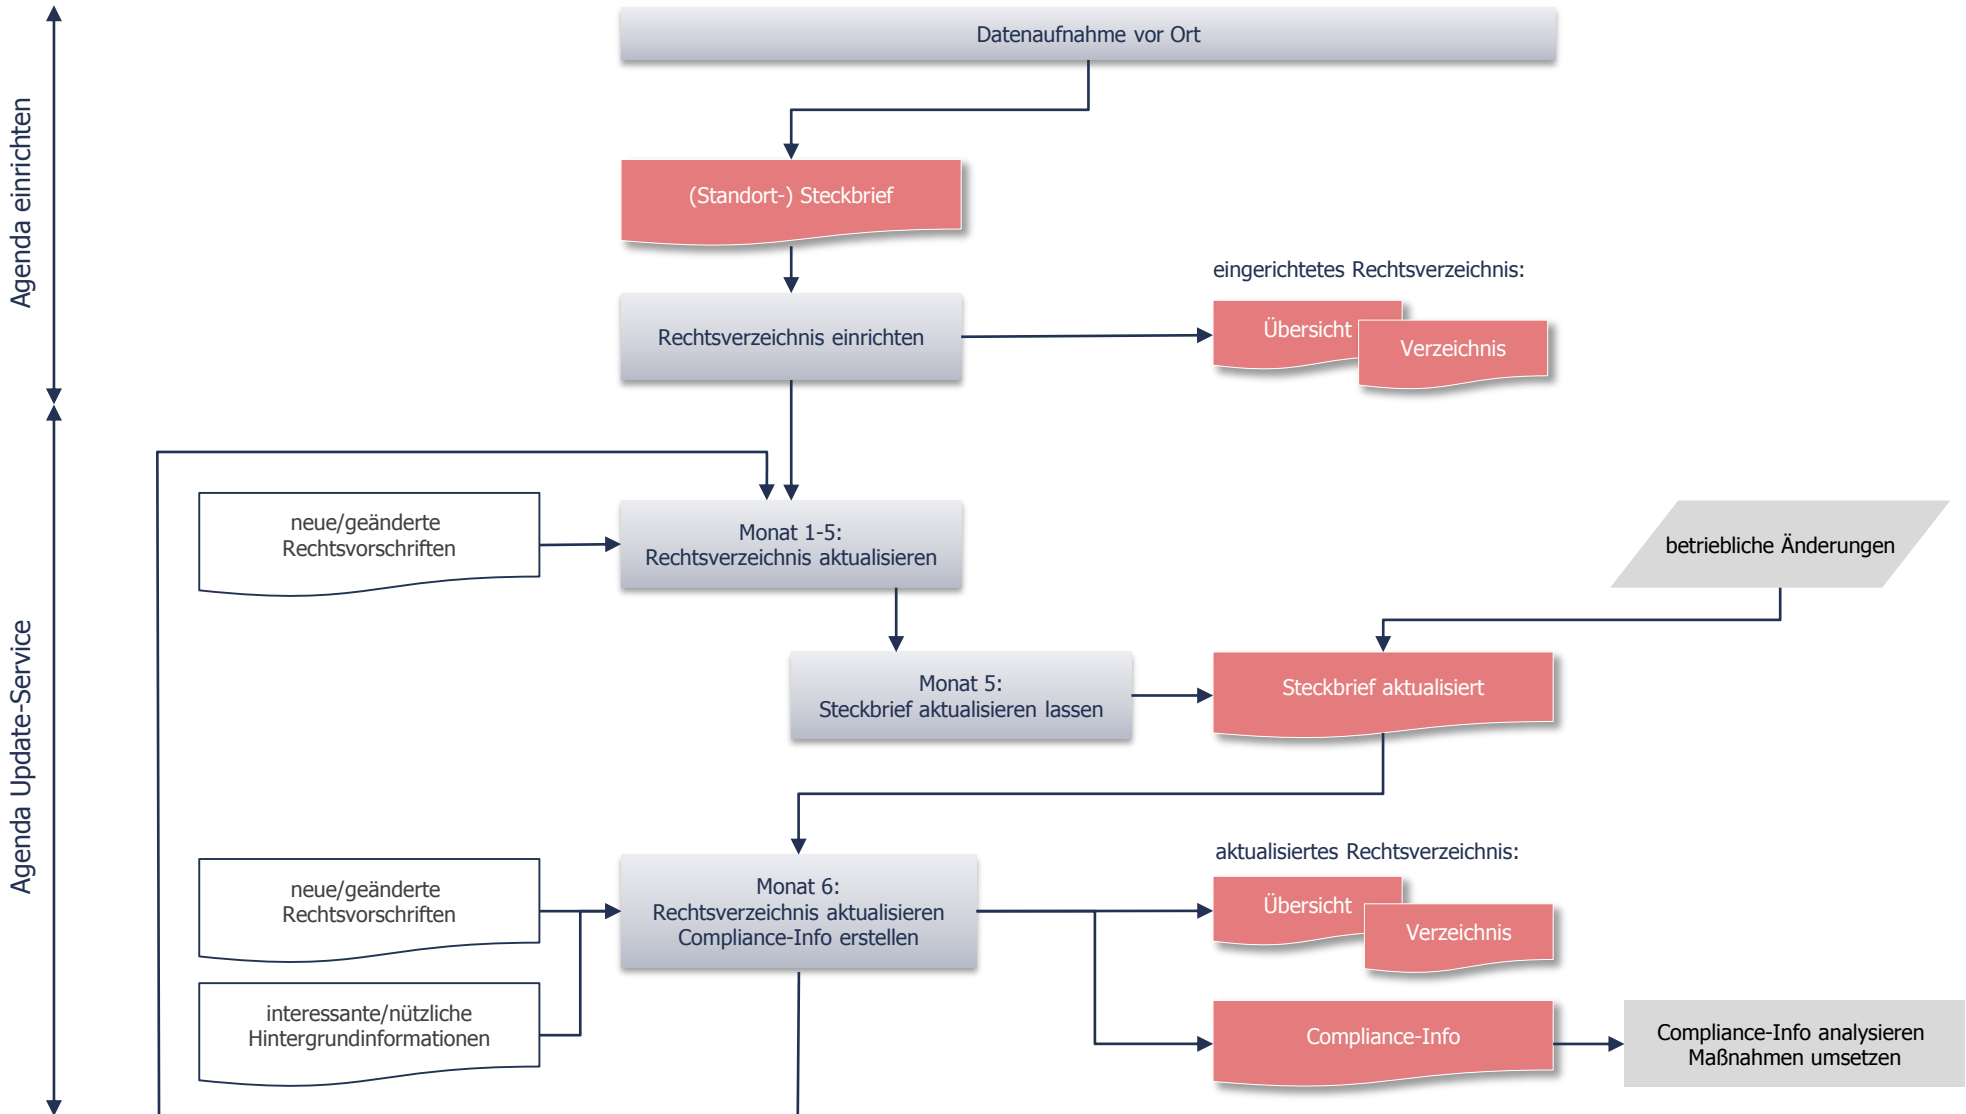 Agenda einrichten
Datenaufnahme vor Ort
(Standort-) Steckbrief
eingerichtetes Rechtsverzeichnis:
Rechtsverzeichnis einrichten
Übersicht
Verzeichnis
Agenda Update-Service
neue/geänderte
Rechtsvorschriften
Monat 1-5:
Rechtsverzeichnis aktualisieren
betriebliche Änderungen
Monat 5:
Steckbrief aktualisieren lassen
Steckbrief aktualisiert
neue/geänderte
Rechtsvorschriften
Monat 6:
Rechtsverzeichnis aktualisieren
Compliance-Info erstellen
aktualisiertes Rechtsverzeichnis:
Übersicht
Verzeichnis
interessante/nützliche
Hintergrundinformationen
Compliance-Info
Compliance-Info analysieren
Maßnahmen umsetzen